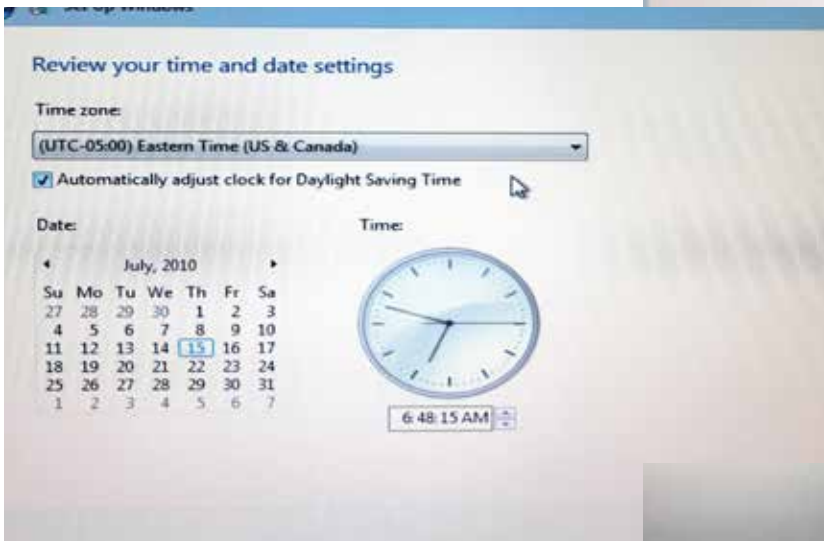 Set Up Windows
Review your time and date settings
Time zone:
(UTC-05:00) Eastern Time (US & Canada)
Automatically adjust clock for Daylight Saving Time
Date:
Time:
July, 2010
Su Mo Tu We Th Fr Sa
27 28 29 30 1 2 3
4 5 6 7 8 9 10
11 12 13 14 15 16 17
18 19 20 21 22 23 24
25 26 27 28 29 30 31
1 2 3 4 5 6 7
6:48:15 AM